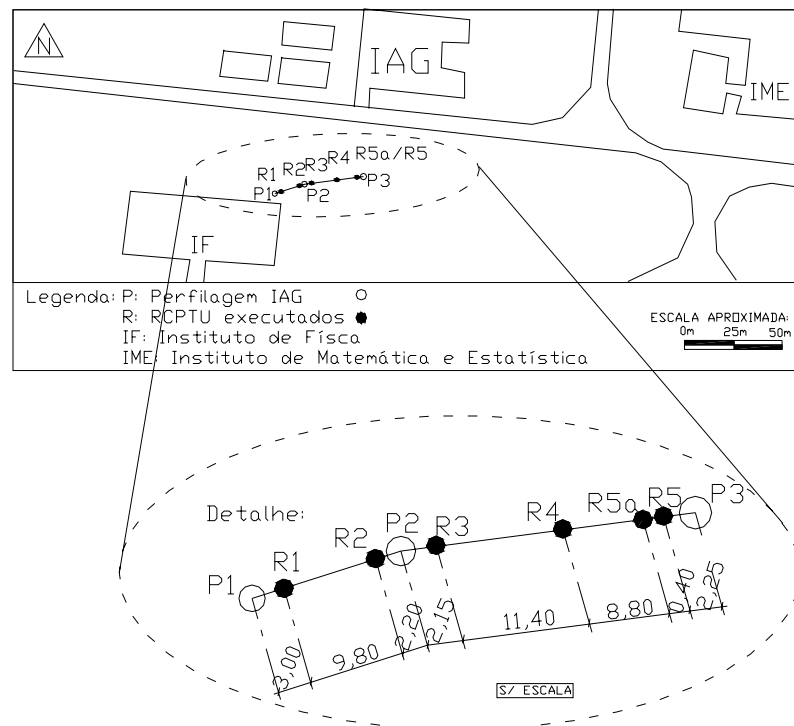 N
IAG
IME
R1 R2 R3 R4 R5a/R5
P1 P2 P3
IF
Legenda: P: Perfilagem IAG
R: RCPTU executados
IF: Instituto de Físca
IME: Instituto de Matemática e Estatística
ESCALA APROXIMADA:
0m 25m 50m
Detalhe:
P1 R1 R2 P2 R3 R4 R5a R5 P3
3,00 9,80 2,20 2,15 11,40 8,80 0,40 2,25
S/ ESCALA